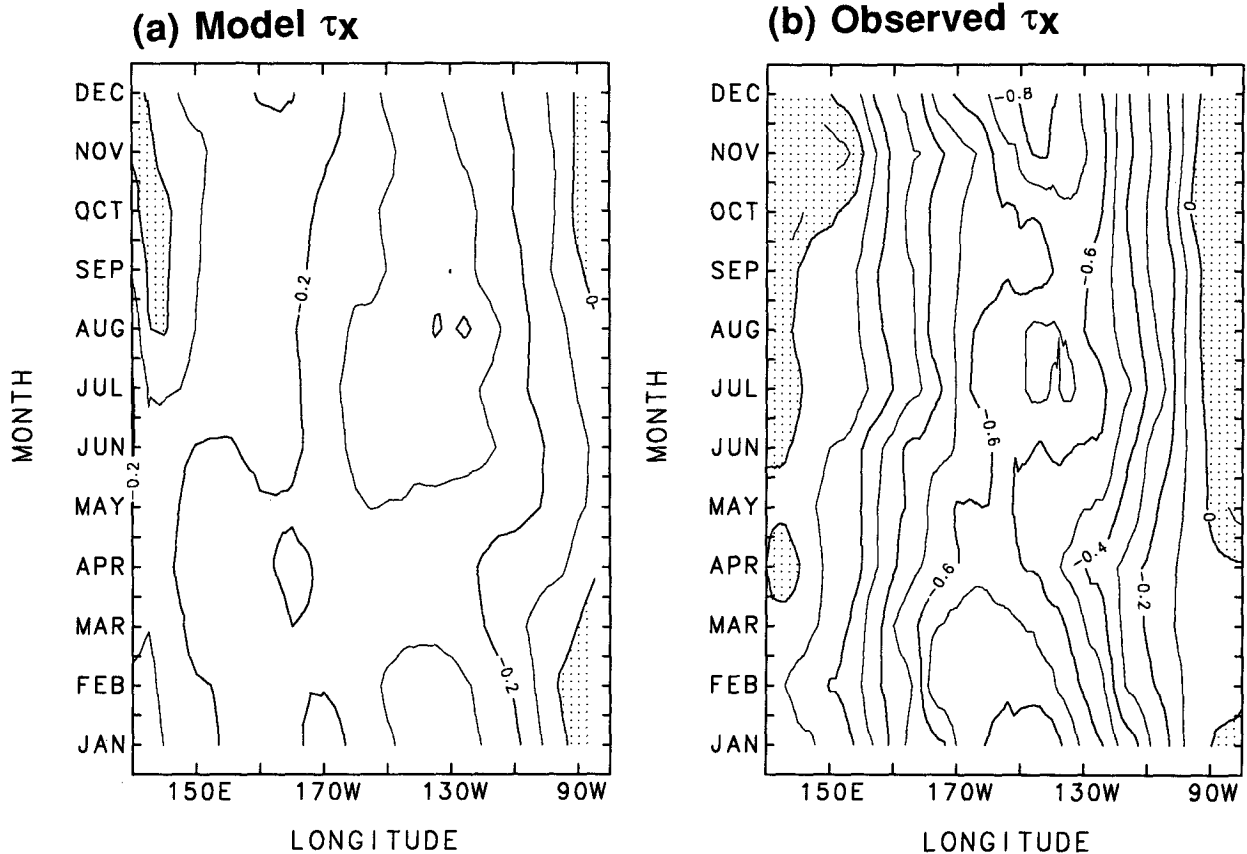 (a) Model τx
DEC
NOV
OCT
SEP
AUG
JUL
JUN
MAY
APR
MAR
FEB
JAN
MONTH
-0.2
0
-0.2
-0.2
150E
170W
130W
90W
LONGITUDE
(b) Observed τx
DEC
NOV
OCT
SEP
AUG
JUL
JUN
MAY
APR
MAR
FEB
JAN
MONTH
-0.8
0
-0.6
-0.6
0
-0.4
-0.6
-0.2
150E
170W
130W
90W
LONGITUDE